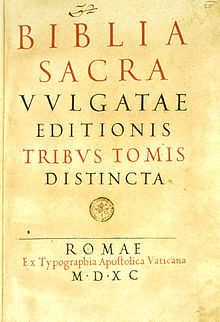 BIBLIA
SACRA
VVLGATAE
EDITIONIS
TRIBVS TOMIS
DISTINCTA
ROMAE
Ex Typographia Apostolica Vaticana
M·D·XC